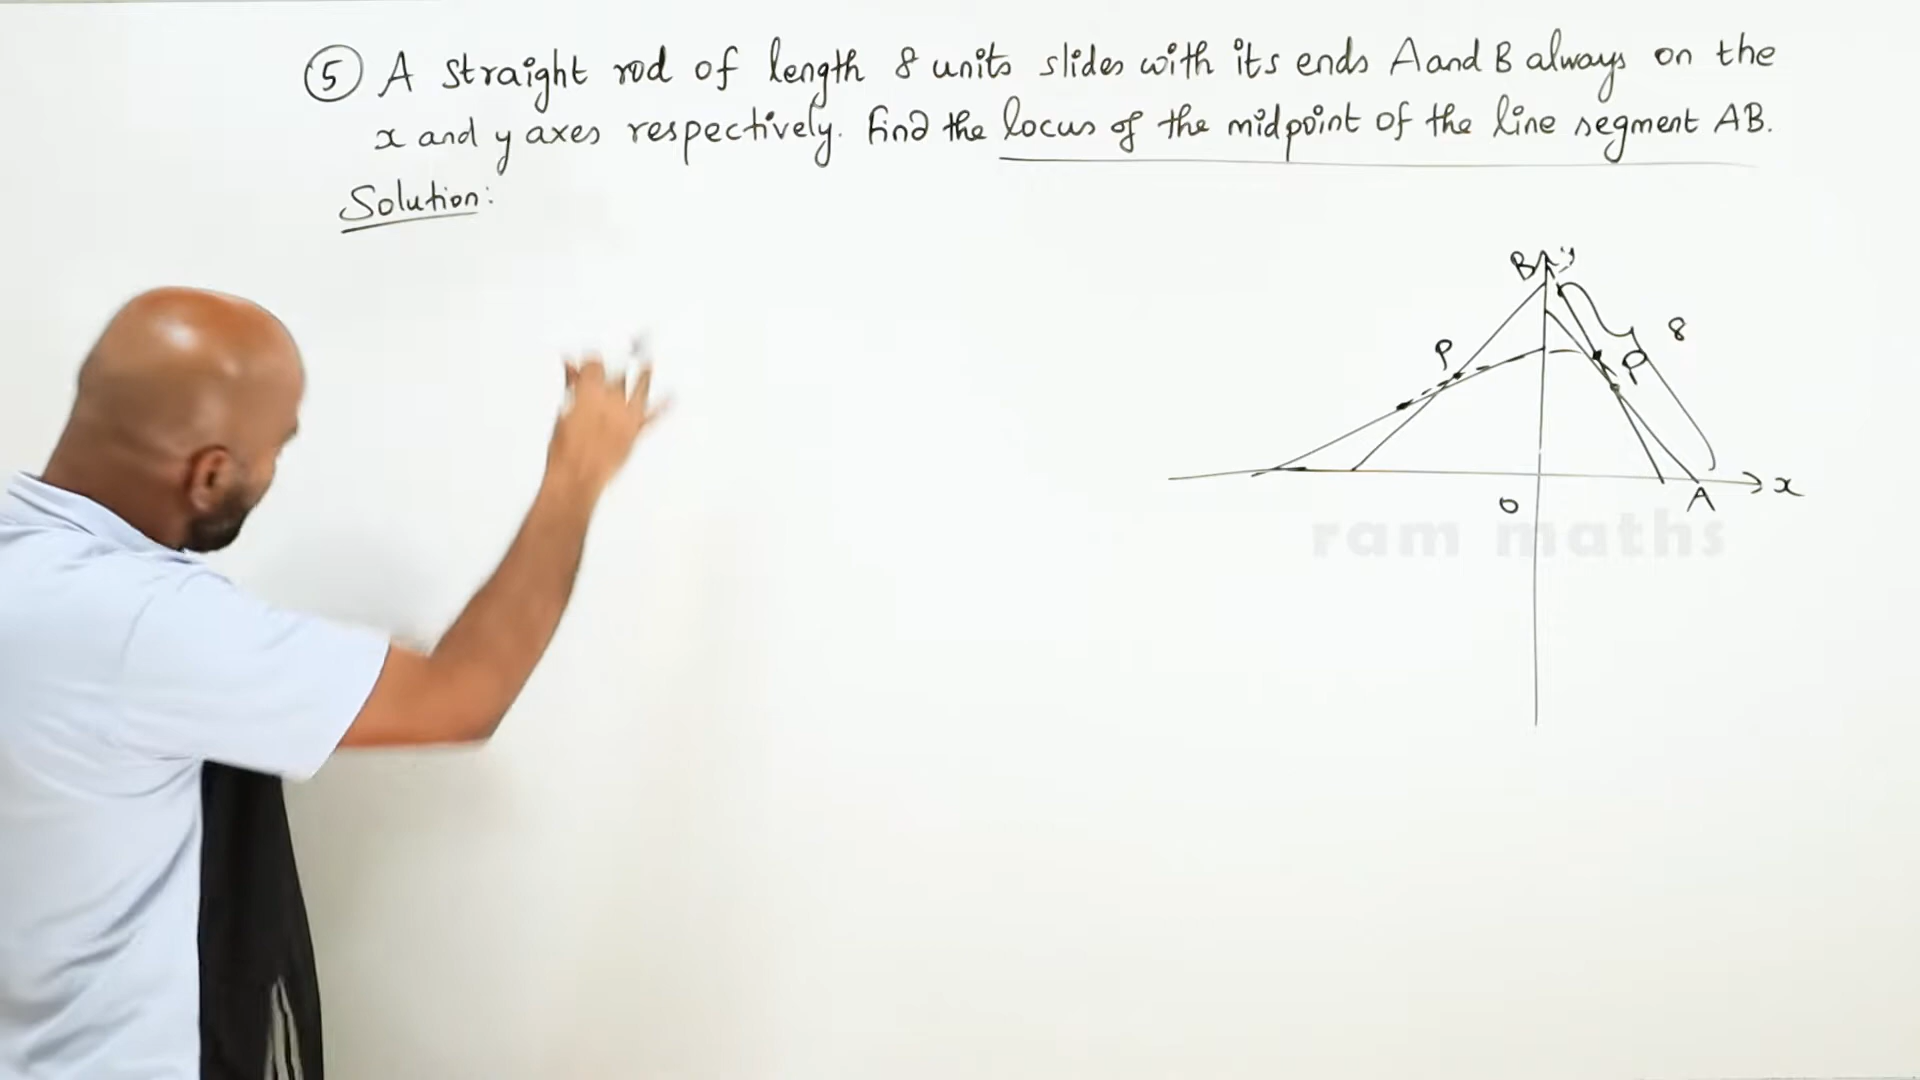 5 A straight rod of length 8 units slides with its ends A and B always on the
x and y axes respectively. Find the locus of the midpoint of the line segment AB.
Solution:
B y
8
P P
O A x
ram maths